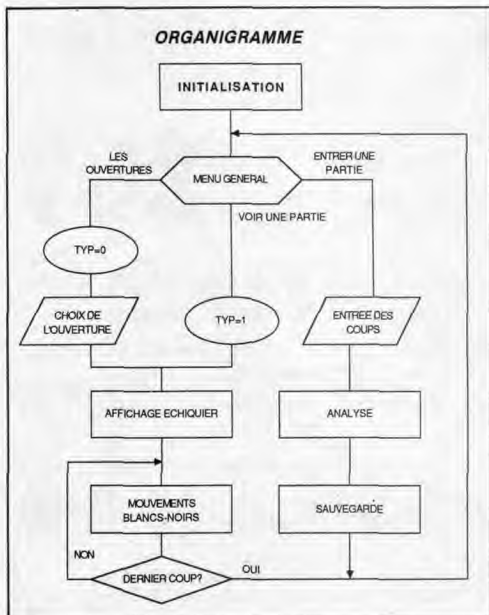 ORGANIGRAMME
INITIALISATION
LES
OUVERTURES
MENU GENERAL
ENTRER UNE
PARTIE
VOIR UNE PARTIE
TYP=0
CHOIX DE
L'OUVERTURE
TYP=1
ENTREE DES
COUPS
AFFICHAGE ECHIQUIER
ANALYSE
MOUVEMENTS
BLANCS-NOIRS
SAUVEGARDE
NON
DERNIER COUP?
OUI